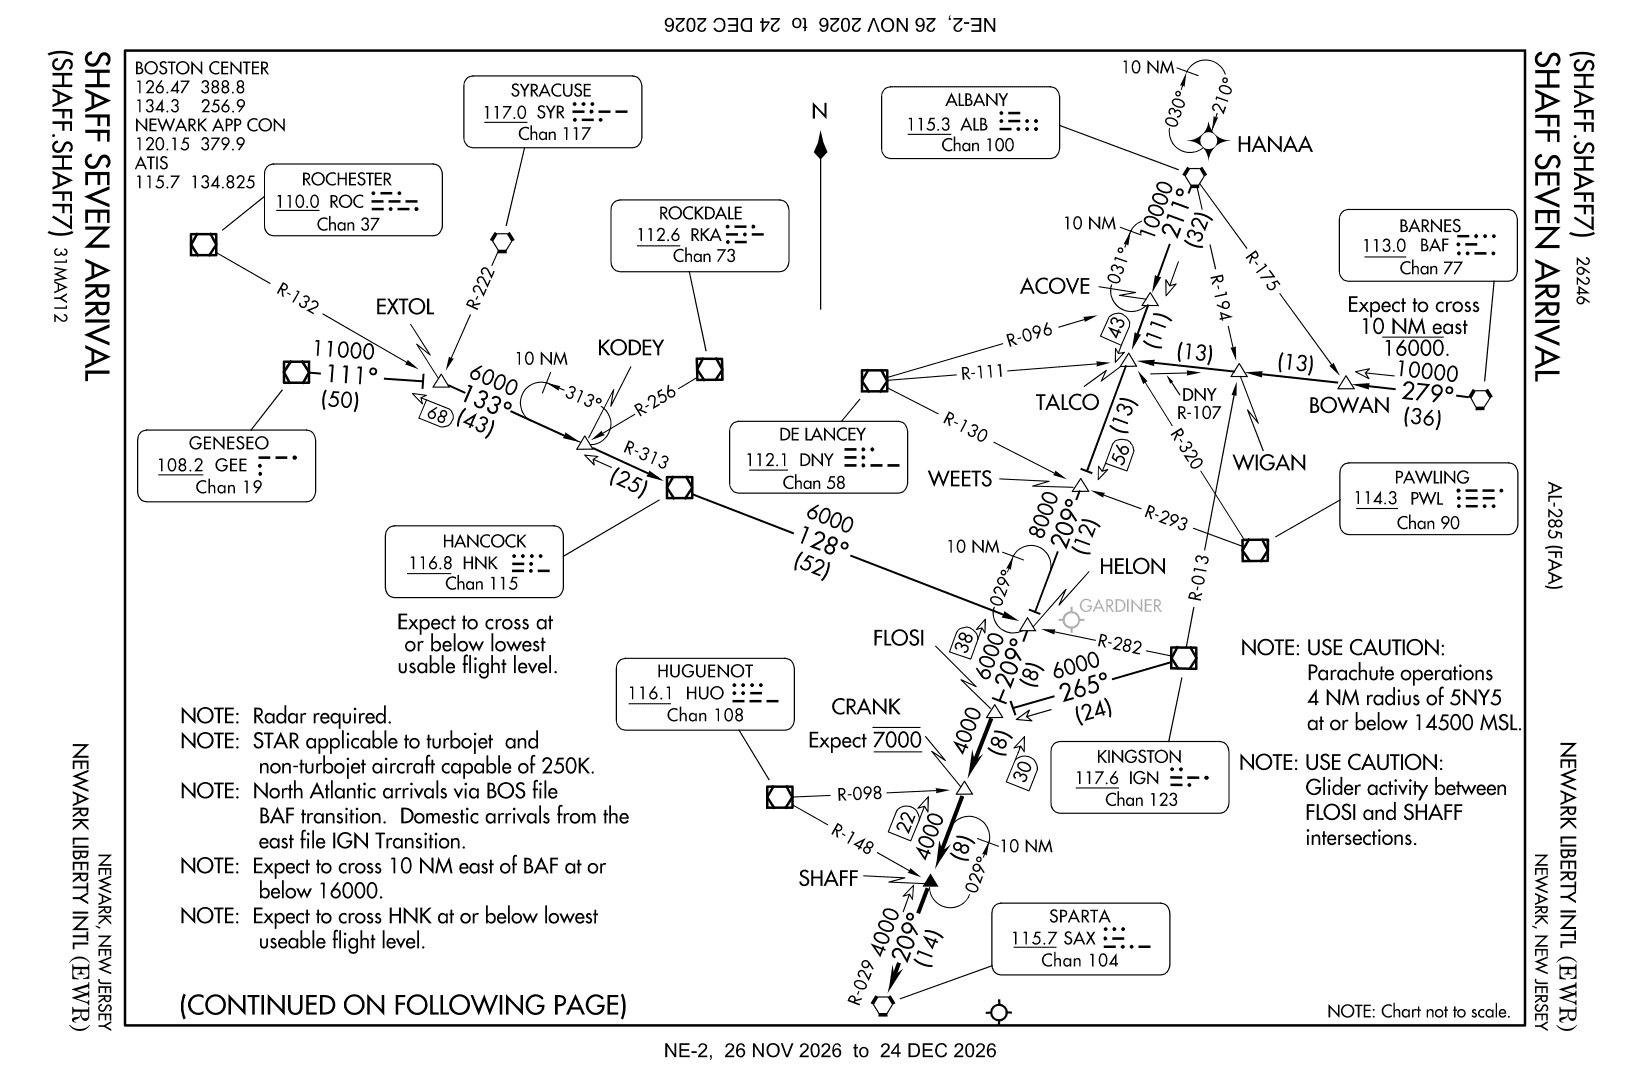 NE-2, 26 NOV 2026 to 24 DEC 2026
(SHAFF.SHAFF7) 31MAY12
SHAFF SEVEN ARRIVAL
NEWARK LIBERTY INTL (EWR)
NEWARK, NEW JERSEY
BOSTON CENTER
126.47 388.8
134.3 256.9
NEWARK APP CON
120.15 379.9
ATIS
115.7 134.825
SYRACUSE
117.0 SYR
Chan 117
ROCHESTER
110.0 ROC
Chan 37
ROCKDALE
112.6 RKA
Chan 73
N
ALBANY
115.3 ALB
Chan 100
10 NM
030°
210°
HANAA
10000
211°
(32)
10 NM
031°
ACOVE
R-194
R-175
BARNES
113.0 BAF
Chan 77
Expect to cross
10 NM east
16000.
10000
279°
(36)
BOWAN
(13)
(13)
WIGAN
DNY
R-107
R-132
R-222
EXTOL
11000
111°
(50)
6000
133°
(43)
68
10 NM
313°
KODEY
R-256
R-313
(25)
GENESEO
108.2 GEE
Chan 19
HANCOCK
116.8 HNK
Chan 115
Expect to cross at
or below lowest
usable flight level.
6000
128°
(52)
R-096
R-111
R-130
DE LANCEY
112.1 DNY
Chan 58
43
(11)
TALCO
(13)
56
WEETS
R-320
R-293
PAWLING
114.3 PWL
Chan 90
8000
209°
(12)
10 NM
029°
HELON
GARDINER
R-013
R-282
38
6000
209°
(8)
FLOSI
6000
265°
(24)
KINGSTON
117.6 IGN
Chan 123
HUGUENOT
116.1 HUO
Chan 108
CRANK
Expect 7000
4000
(8)
30
R-098
R-148
22
4000
(8)
10 NM
029°
SHAFF
R-029
4000
209°
(14)
SPARTA
115.7 SAX
Chan 104
NOTE: Radar required.
NOTE: STAR applicable to turbojet and
non-turbojet aircraft capable of 250K.
NOTE: North Atlantic arrivals via BOS file
BAF transition. Domestic arrivals from the
east file IGN Transition.
NOTE: Expect to cross 10 NM east of BAF at or
below 16000.
NOTE: Expect to cross HNK at or below lowest
useable flight level.
(CONTINUED ON FOLLOWING PAGE)
NOTE: USE CAUTION:
Parachute operations
4 NM radius of 5NY5
at or below 14500 MSL.
NOTE: USE CAUTION:
Glider activity between
FLOSI and SHAFF
intersections.
NOTE: Chart not to scale.
(SHAFF.SHAFF7) 26246
SHAFF SEVEN ARRIVAL
AL-285 (FAA)
NEWARK LIBERTY INTL (EWR)
NEWARK, NEW JERSEY
NE-2, 26 NOV 2026 to 24 DEC 2026